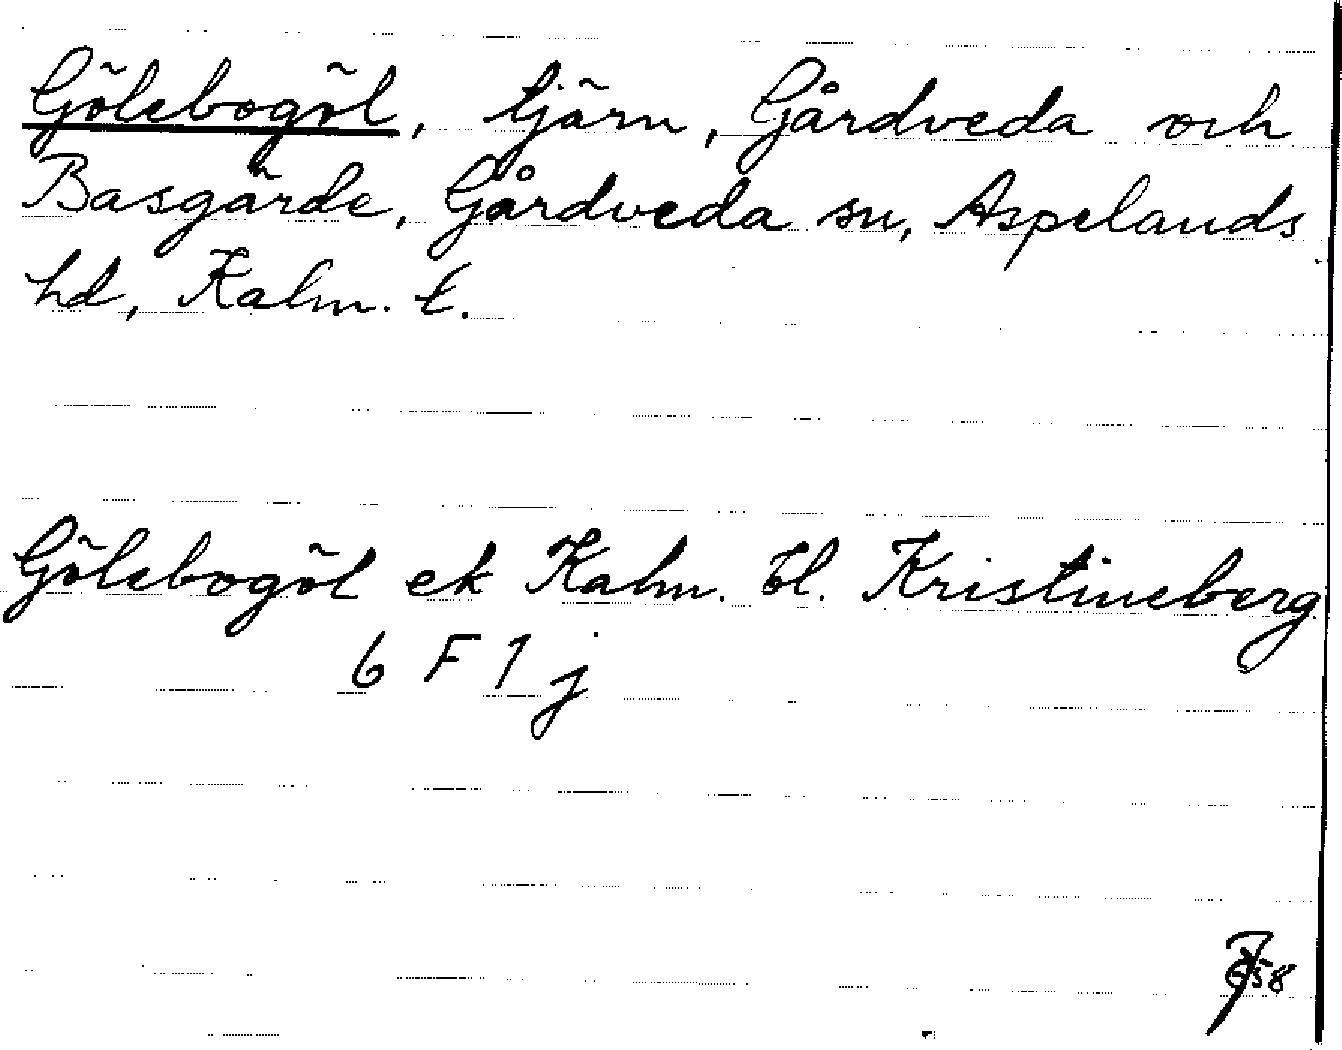 Gölebogöl, tjärn, Gårdveda och
Basgärde, Gårdveda sn, Aspelands
hd, Kalm. l.
Gölebogöl ek Kalm. bl. Kristineberg
6 F 1 j